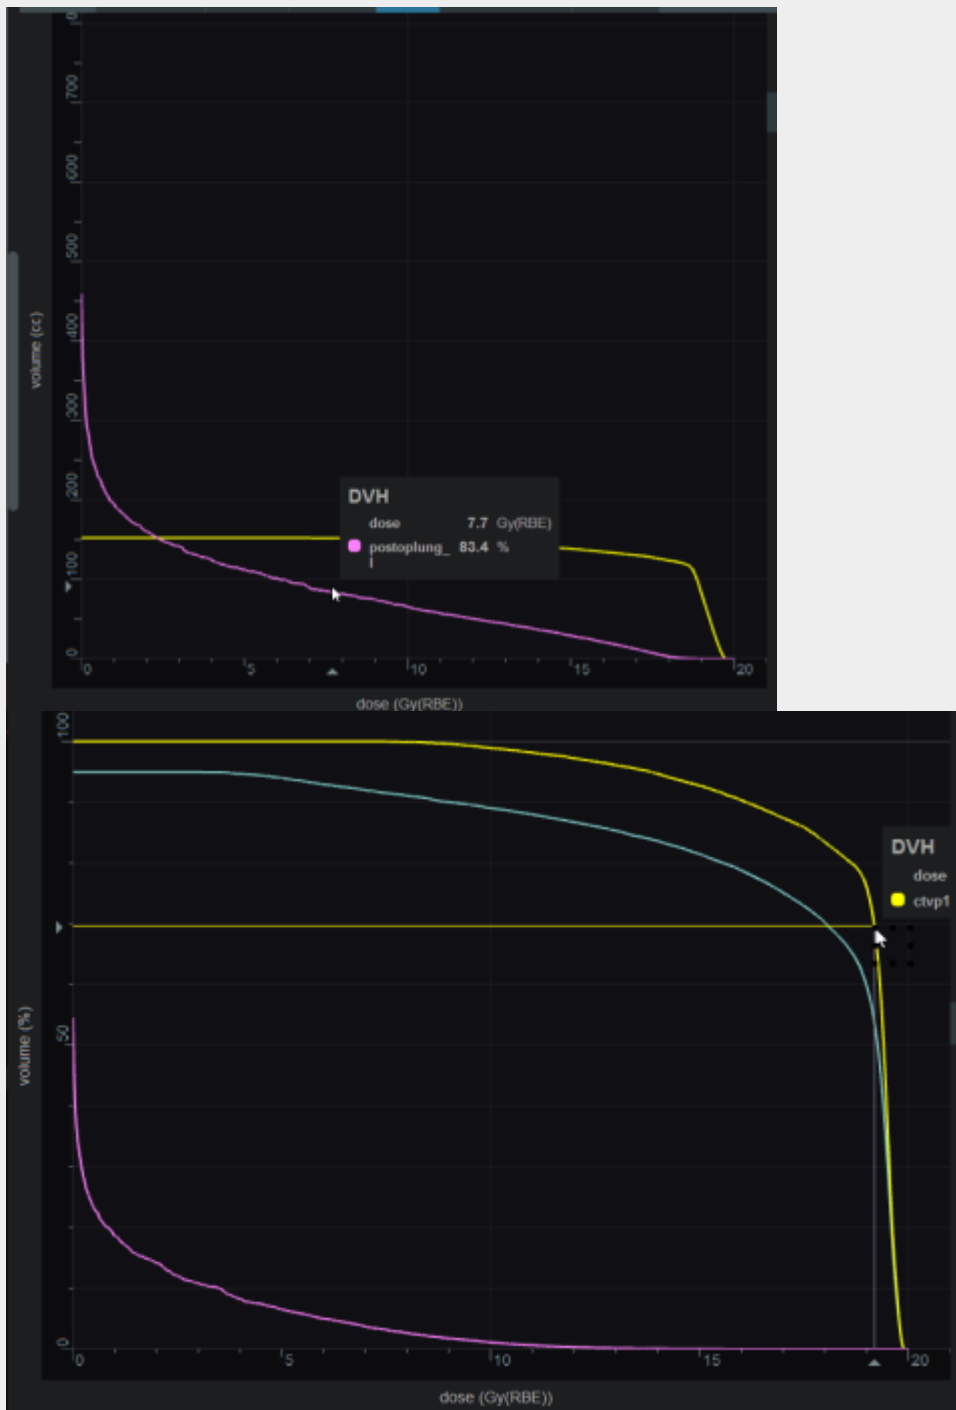 0
700
600
500
400
300
200
100
0
volume (cc)
DVH
dose 7.7 Gy(RBE)
postoplung_ 83.4 %
l
0 5 10 15 20
dose (Gy(RBE))
100
50
0
volume (%)
DVH
dose
ctvp1
0 5 10 15 20
dose (Gy(RBE))